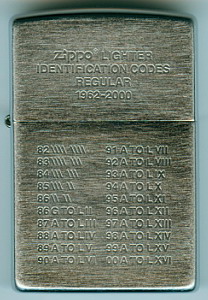 Zippo® LIGHTER
IDENTIFICATION CODES
REGULAR
1962-2000
82 \\\\ \\\\ 91 A TO L VII
83 \\\\ \\\ 92 A TO L VIII
84 \\\ \\\ 93 A TO L IX
85 \\\ \\ 94 A TO L X
86 \\ \\ 95 A TO L XI
86 G TO L II 96 A TO L XII
87 A TO L III 97 A TO L XIII
88 A TO L IV 98 A TO L XIV
89 A TO L V 99 A TO L XV
90 A TO L VI 00 A TO L XVI